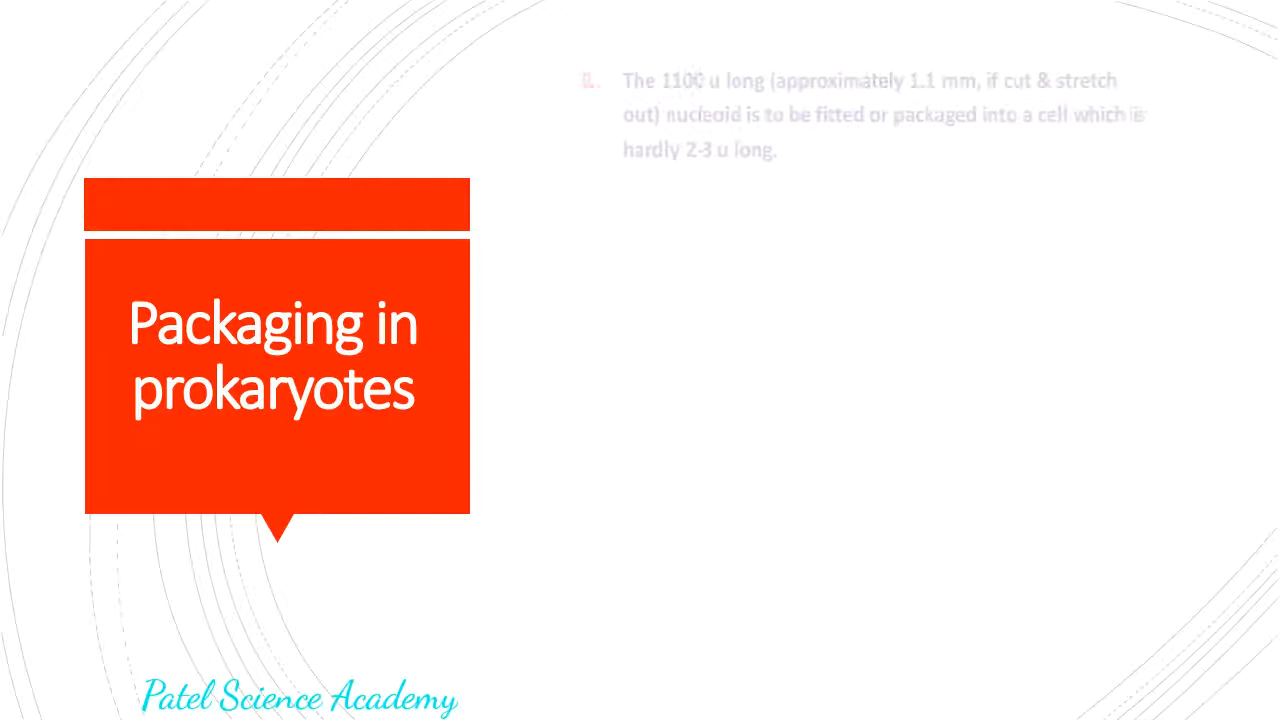 Packaging in
prokaryotes
The 1100 u long (approximately 1.1 mm, if cut & stretch
out) nucleoid is to be fitted or packaged into a cell which is
hardly 2-3 u long.
Patel Science Academy